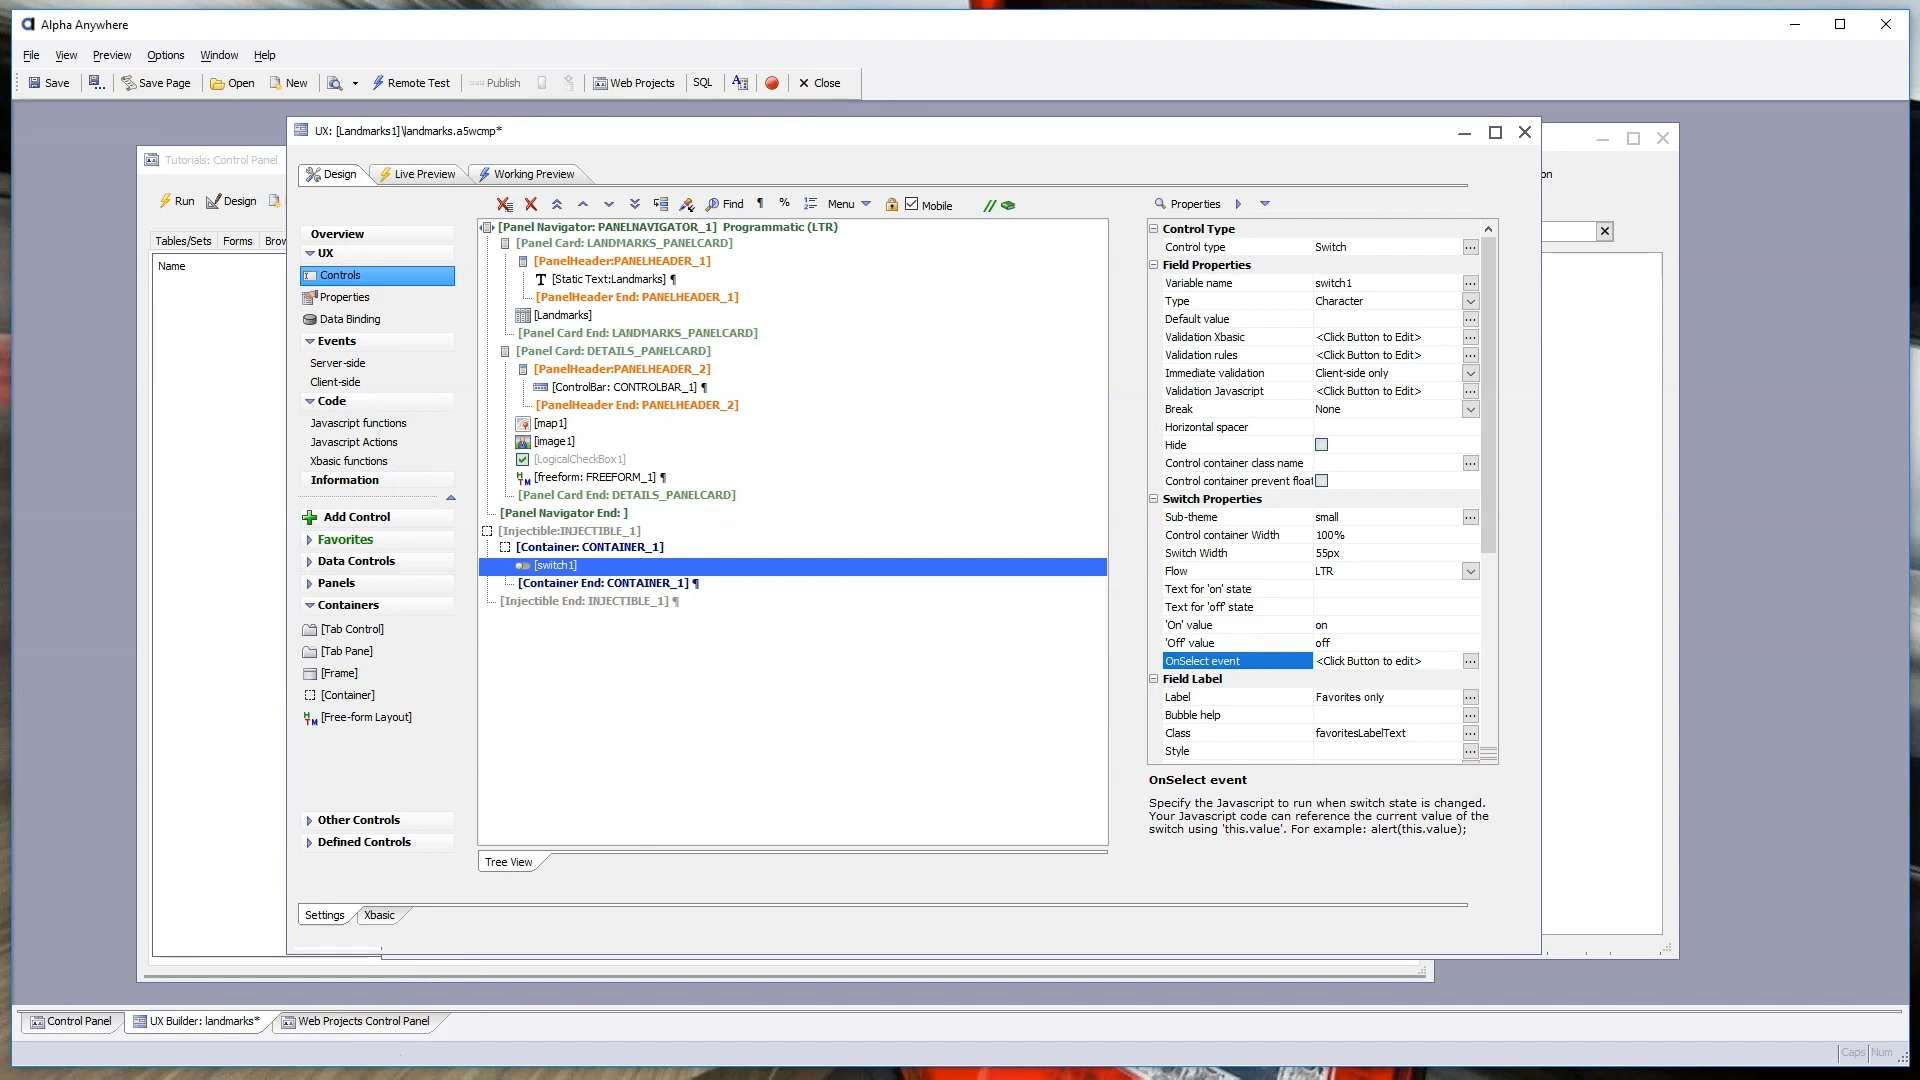 Alpha Anywhere
File View Preview Options Window Help
Save Save Page Open New Remote Test Publish Web Projects SQL Close
UX: [Landmarks1]\landmarks.a5wcmp*
Tutorials: Control Panel
Design Live Preview Working Preview
on
Run Design
Find ¶ % Menu Mobile
Properties
Tables/Sets Forms
Name
Overview
UX
Controls
Properties
Data Binding
Events
Server-side
Client-side
Code
Javascript functions
Javascript Actions
Xbasic functions
Information
Add Control
Favorites
Data Controls
Panels
Containers
[Tab Control]
[Tab Pane]
[Frame]
[Container]
[Free-form Layout]
Other Controls
Defined Controls
[Panel Navigator: PANELNAVIGATOR_1] Programmatic (LTR)
[Panel Card: LANDMARKS_PANELCARD]
[PanelHeader:PANELHEADER_1]
[Static Text:Landmarks] ¶
[PanelHeader End: PANELHEADER_1]
[Landmarks]
[Panel Card End: LANDMARKS_PANELCARD]
[Panel Card: DETAILS_PANELCARD]
[PanelHeader:PANELHEADER_2]
[ControlBar: CONTROLBAR_1] ¶
[PanelHeader End: PANELHEADER_2]
[map1]
[image1]
[LogicalCheckBox1]
[freeform: FREEFORM_1] ¶
[Panel Card End: DETAILS_PANELCARD]
[Panel Navigator End: ]
[Injectible:INJECTIBLE_1]
[Container: CONTAINER_1]
[switch1]
[Container End: CONTAINER_1] ¶
[Injectible End: INJECTIBLE_1] ¶
Tree View
Control Type
Control type Switch
Field Properties
Variable name switch1
Type Character
Default value
Validation Xbasic <Click Button to Edit>
Validation rules <Click Button to Edit>
Immediate validation Client-side only
Validation Javascript <Click Button to Edit>
Break None
Horizontal spacer
Hide
Control container class name
Control container prevent float
Switch Properties
Sub-theme small
Control container Width 100%
Switch Width 55px
Flow LTR
Text for 'on' state
Text for 'off' state
'On' value on
'Off' value off
OnSelect event <Click Button to edit>
Field Label
Label Favorites only
Bubble help
Class favoritesLabelText
Style
OnSelect event
Specify the Javascript to run when switch state is changed.
Your Javascript code can reference the current value of the
switch using 'this.value'. For example: alert(this.value);
Settings Xbasic
Control Panel UX Builder: landmarks* Web Projects Control Panel
Caps Num